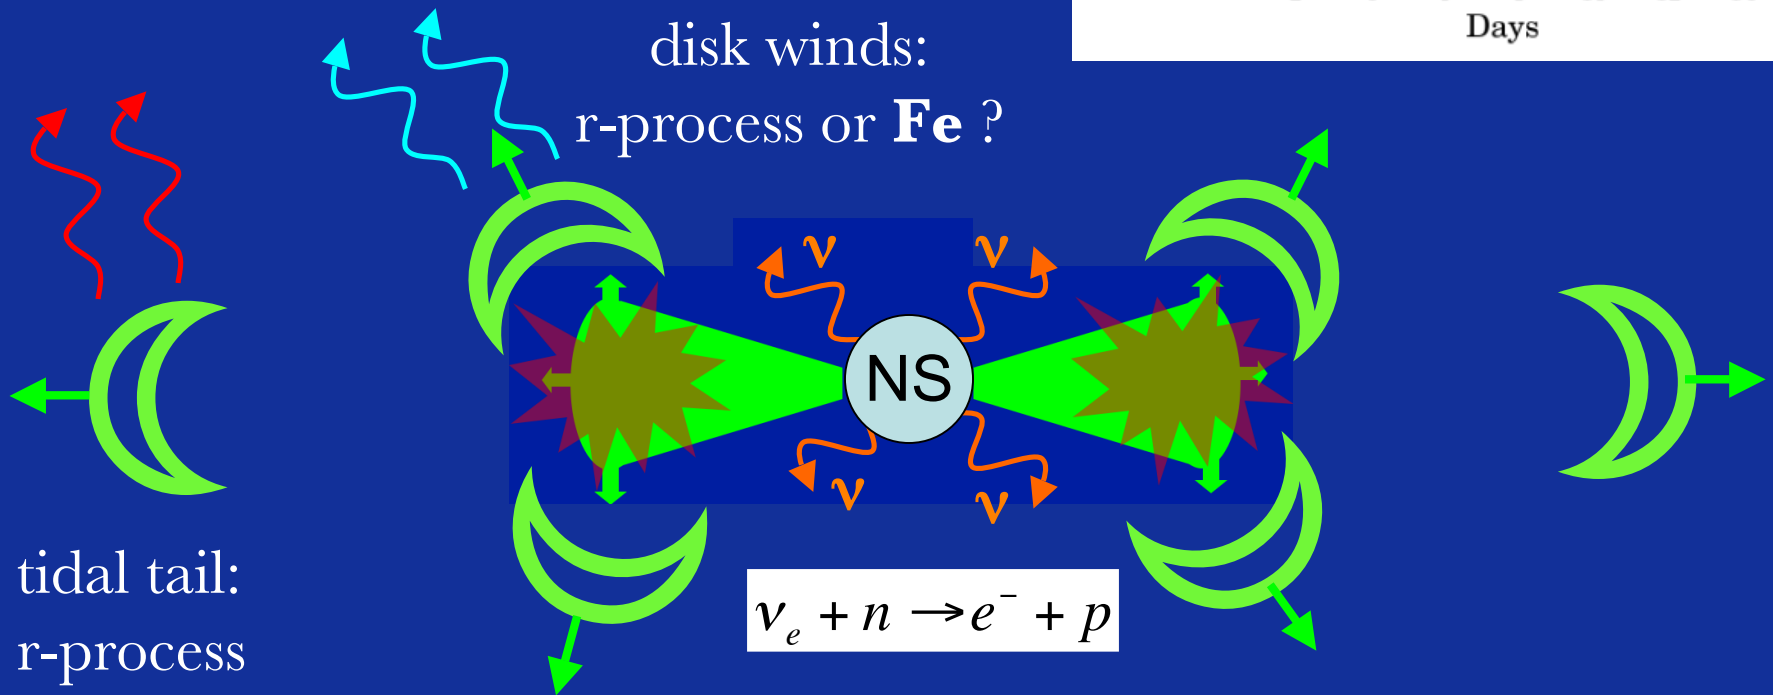 Days
disk winds:
r-process or Fe ?
ν ν
NS
ν ν
tidal tail:
r-process
νₑ + n → e⁻ + p